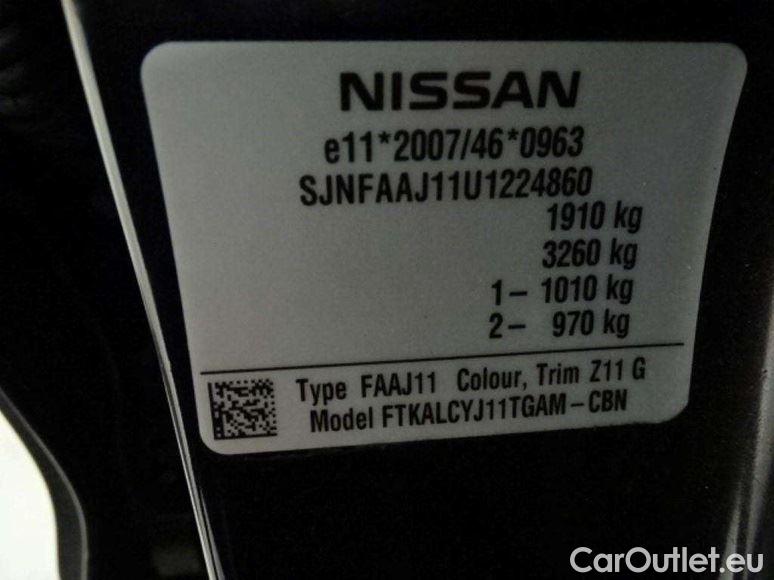 NISSAN
e11*2007/46*0963
SJNFAAJ11U1224860
1910 kg
3260 kg
1– 1010 kg
2– 970 kg
Type FAAJ11 Colour, Trim Z11 G
Model FTKALCYJ11TGAM–CBN
CarOutlet.eu